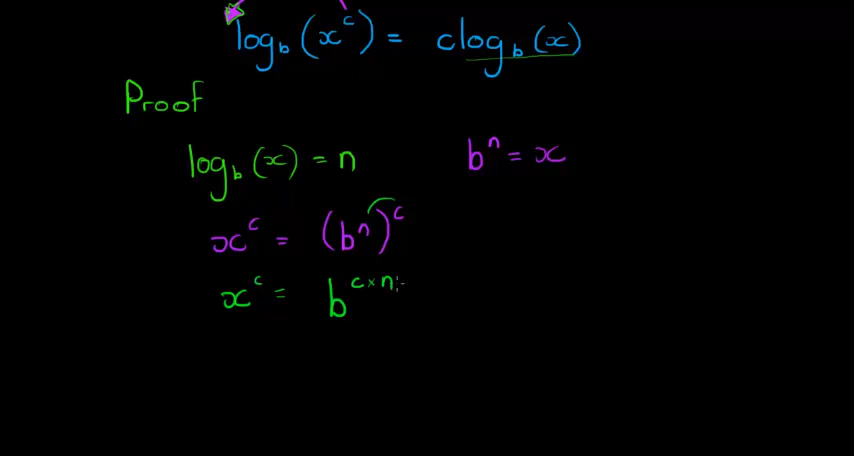 log_b (x^c) = c log_b (x)
Proof
log_b (x) = n    b^n = x
x^c = (b^n)^c
x^c = b^(c × n)